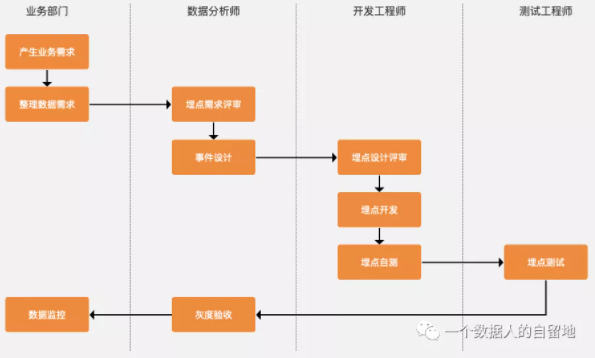 业务部门
数据分析师
开发工程师
测试工程师
产生业务需求
整理数据需求
埋点需求评审
事件设计
埋点设计评审
埋点开发
埋点自测
埋点测试
数据监控
灰度验收
一个数据人的自留地